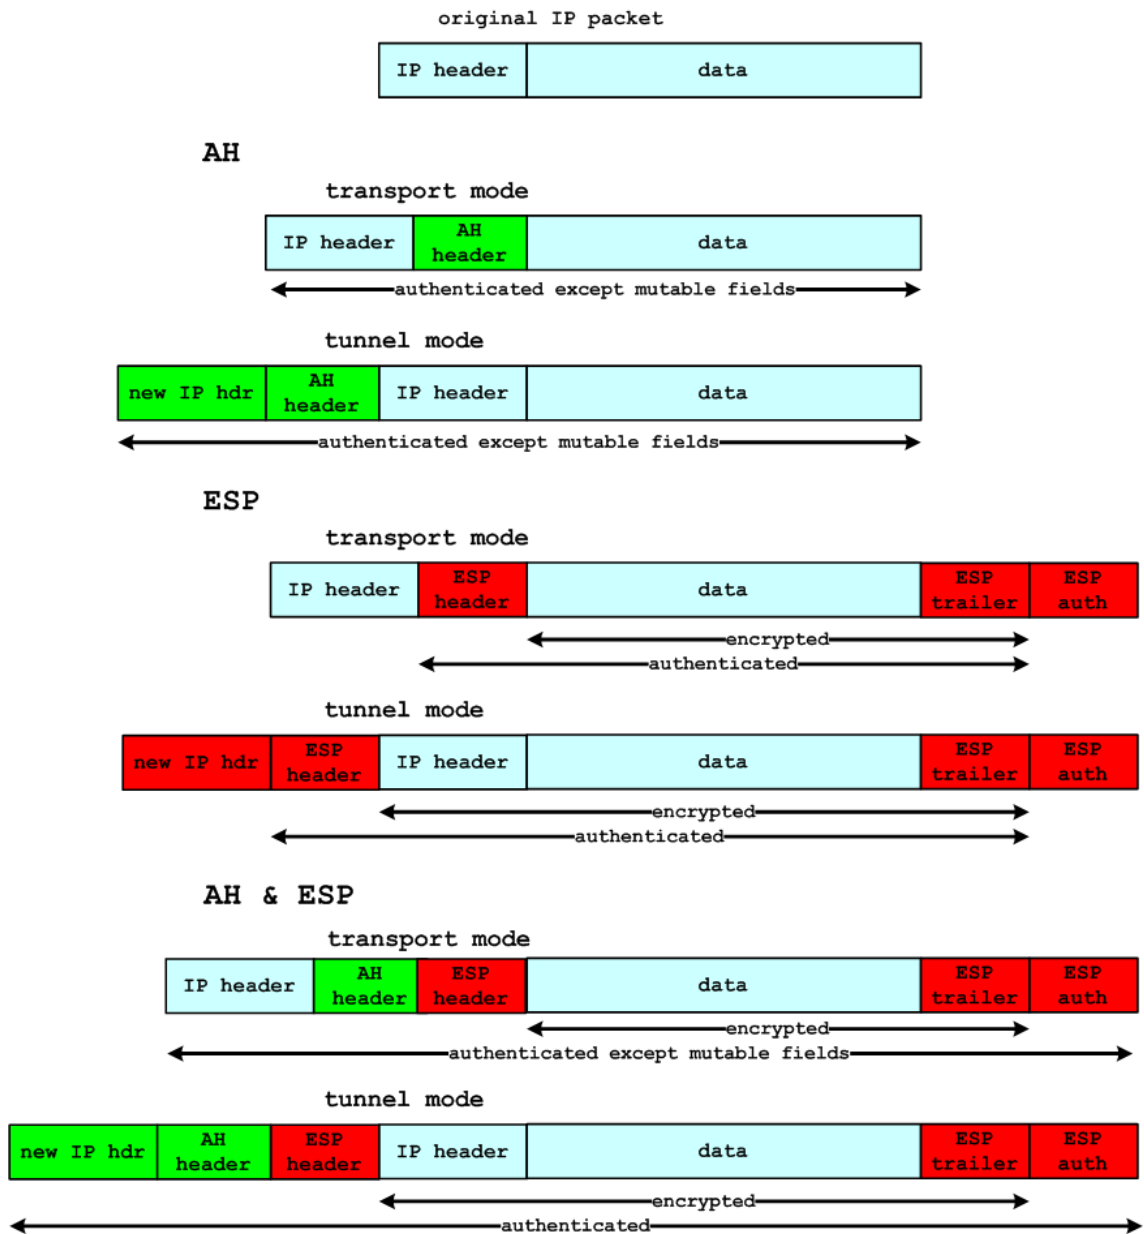 original IP packet
IP header data
AH
transport mode
IP header AH header data
authenticated except mutable fields
tunnel mode
new IP hdr AH header IP header data
authenticated except mutable fields
ESP
transport mode
IP header ESP header data ESP trailer ESP auth
encrypted
authenticated
tunnel mode
new IP hdr ESP header IP header data ESP trailer ESP auth
encrypted
authenticated
AH & ESP
transport mode
IP header AH header ESP header data ESP trailer ESP auth
encrypted
authenticated except mutable fields
tunnel mode
new IP hdr AH header ESP header IP header data ESP trailer ESP auth
encrypted
authenticated